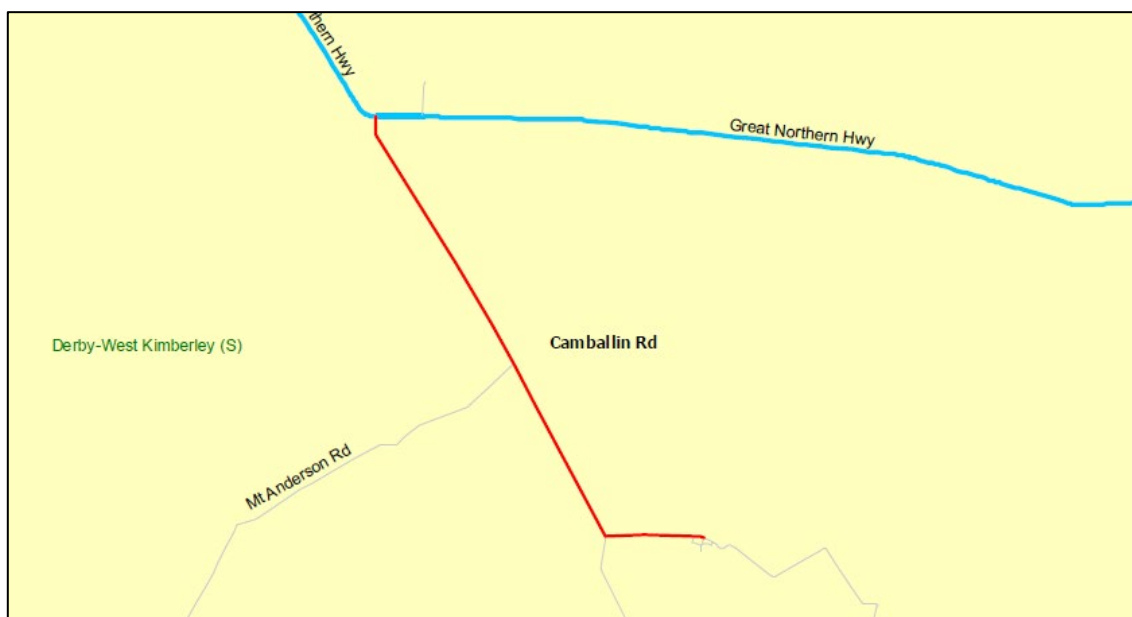 thern Hwy
Great Northern Hwy
Camballin Rd
Derby-West Kimberley (S)
Mt Anderson Rd